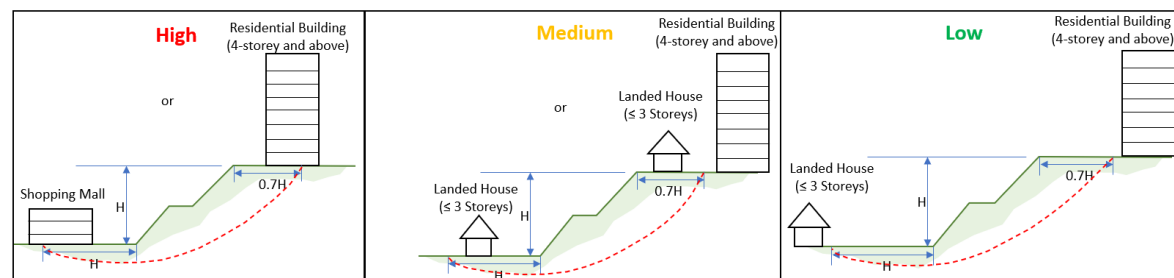 High
Residential Building
(4-storey and above)
or
Shopping Mall
0.7H
H
H
Medium
Residential Building
(4-storey and above)
or
Landed House
(≤ 3 Storeys)
Landed House
(≤ 3 Storeys)
0.7H
H
H
Low
Residential Building
(4-storey and above)
Landed House
(≤ 3 Storeys)
0.7H
H
H